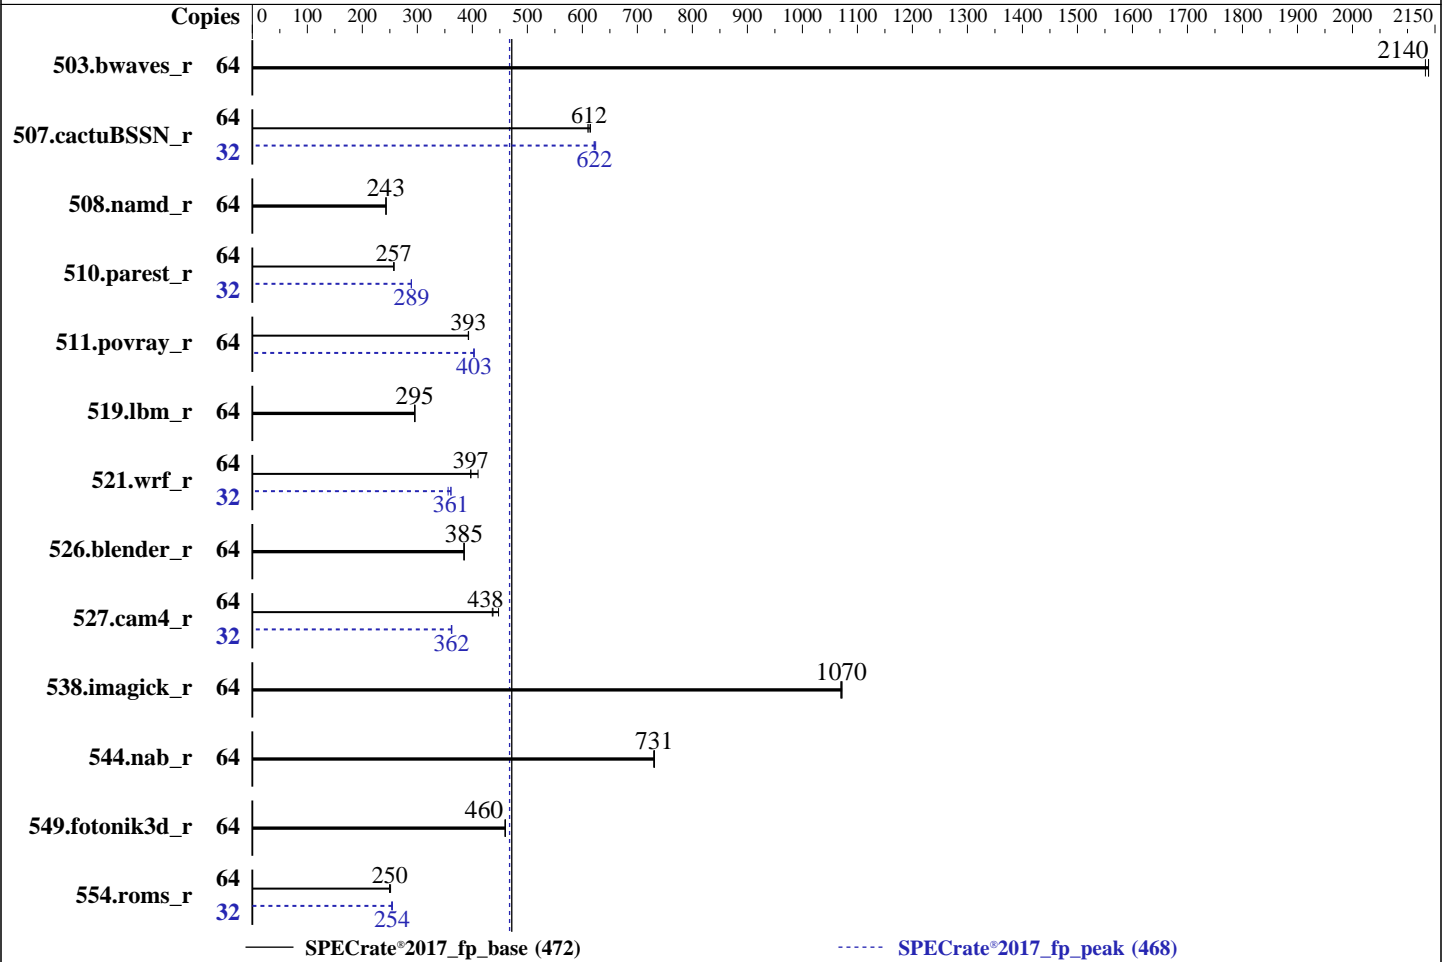 Copies 0 100 200 300 400 500 600 700 800 900 1000 1100 1200 1300 1400 1500 1600 1700 1800 1900 2000 2150
503.bwaves_r 64 2140
507.cactuBSSN_r 64 612
32 622
508.namd_r 64 243
510.parest_r 64 257
32 289
511.povray_r 64 393
403
519.lbm_r 64 295
521.wrf_r 64 397
32 361
526.blender_r 64 385
527.cam4_r 64 438
32 362
538.imagick_r 64 1070
544.nab_r 64 731
549.fotonik3d_r 64 460
554.roms_r 64 250
32 254
SPECrate®2017_fp_base (472) SPECrate®2017_fp_peak (468)